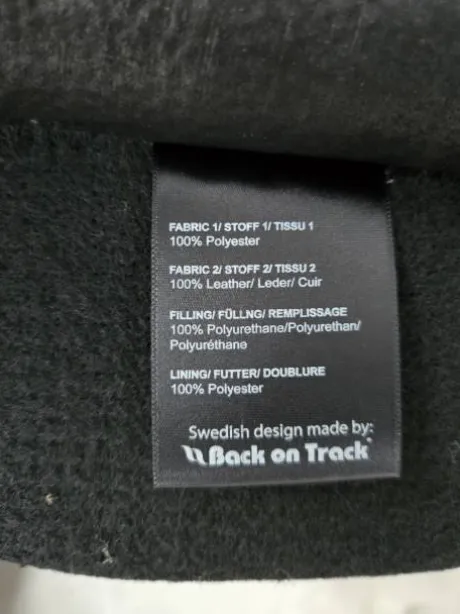 FABRIC 1/ STOFF 1/ TISSU 1
100% Polyester
FABRIC 2/ STOFF 2/ TISSU 2
100% Leather/ Leder/ Cuir
FILLING/ FÜLLNG/ REMPLISSAGE
100% Polyurethane/Polyurethan/
Polyuréthane
LINING/ FUTTER/ DOUBLURE
100% Polyester
Swedish design made by:
Back on Track